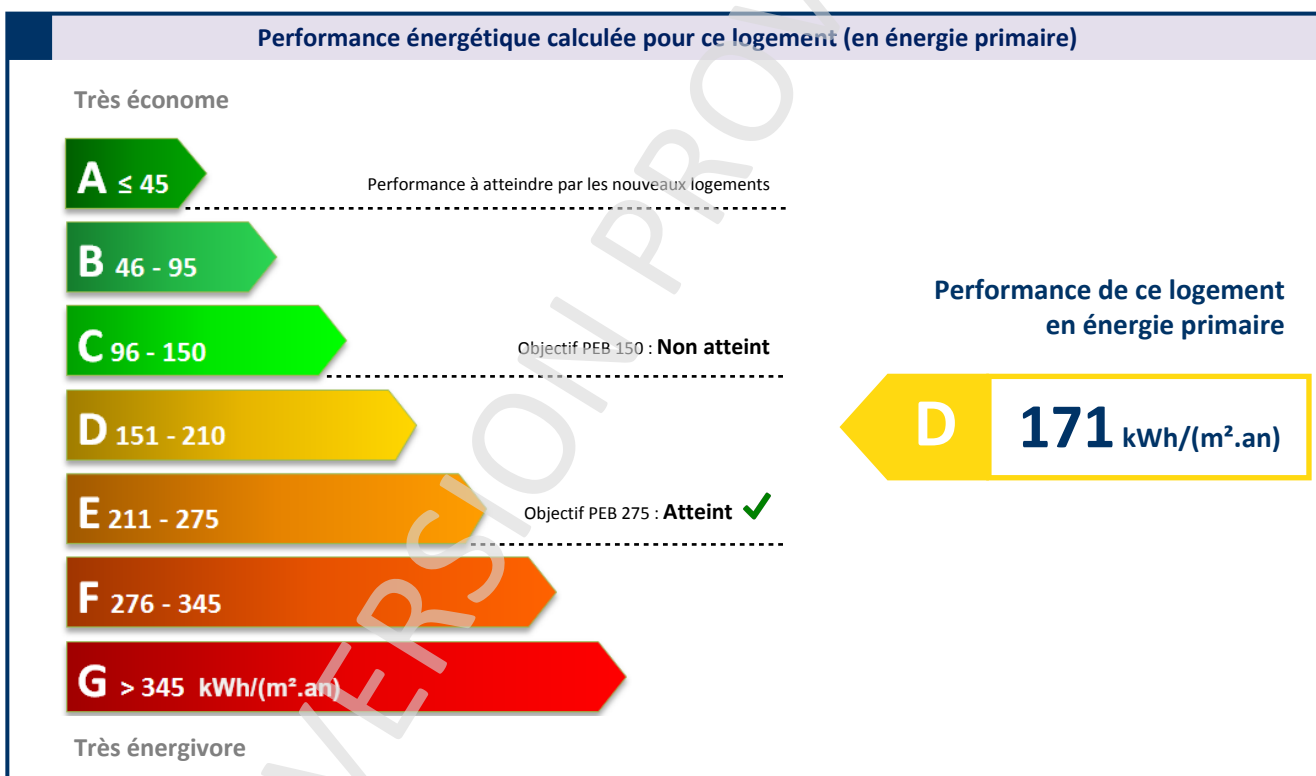 Performance énergétique calculée pour ce logement (en énergie primaire)
Très économe
A ≤ 45
Performance à atteindre par les nouveaux logements
B 46 - 95
C 96 - 150
Objectif PEB 150 : Non atteint
D 151 - 210
E 211 - 275
Objectif PEB 275 : Atteint
F 276 - 345
G > 345 kWh/(m².an)
Très énergivore
Performance de ce logement
en énergie primaire
D 171 kWh/(m².an)
VERSION PROV